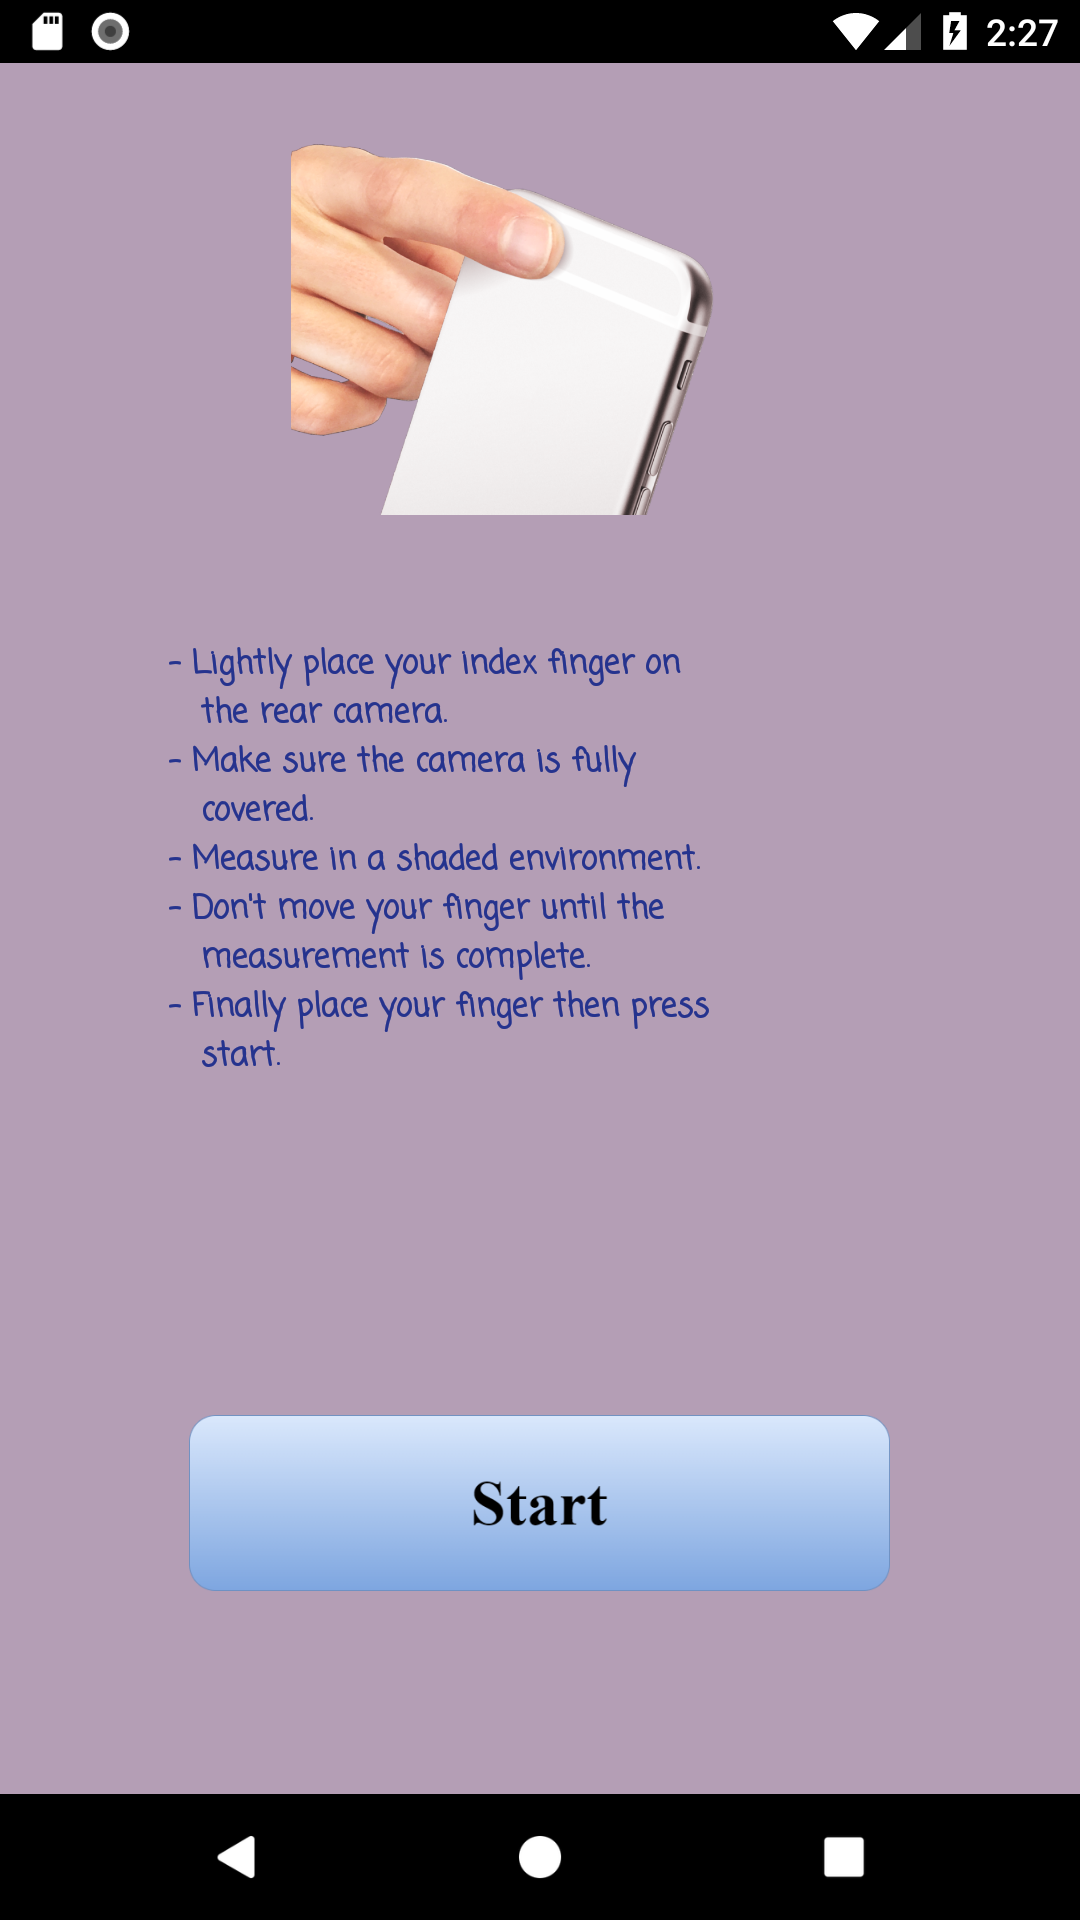 2:27
- Lightly place your index finger on
the rear camera.
- Make sure the camera is fully
covered.
- Measure in a shaded environment.
- Don't move your finger until the
measurement is complete.
- Finally place your finger then press
start.
Start